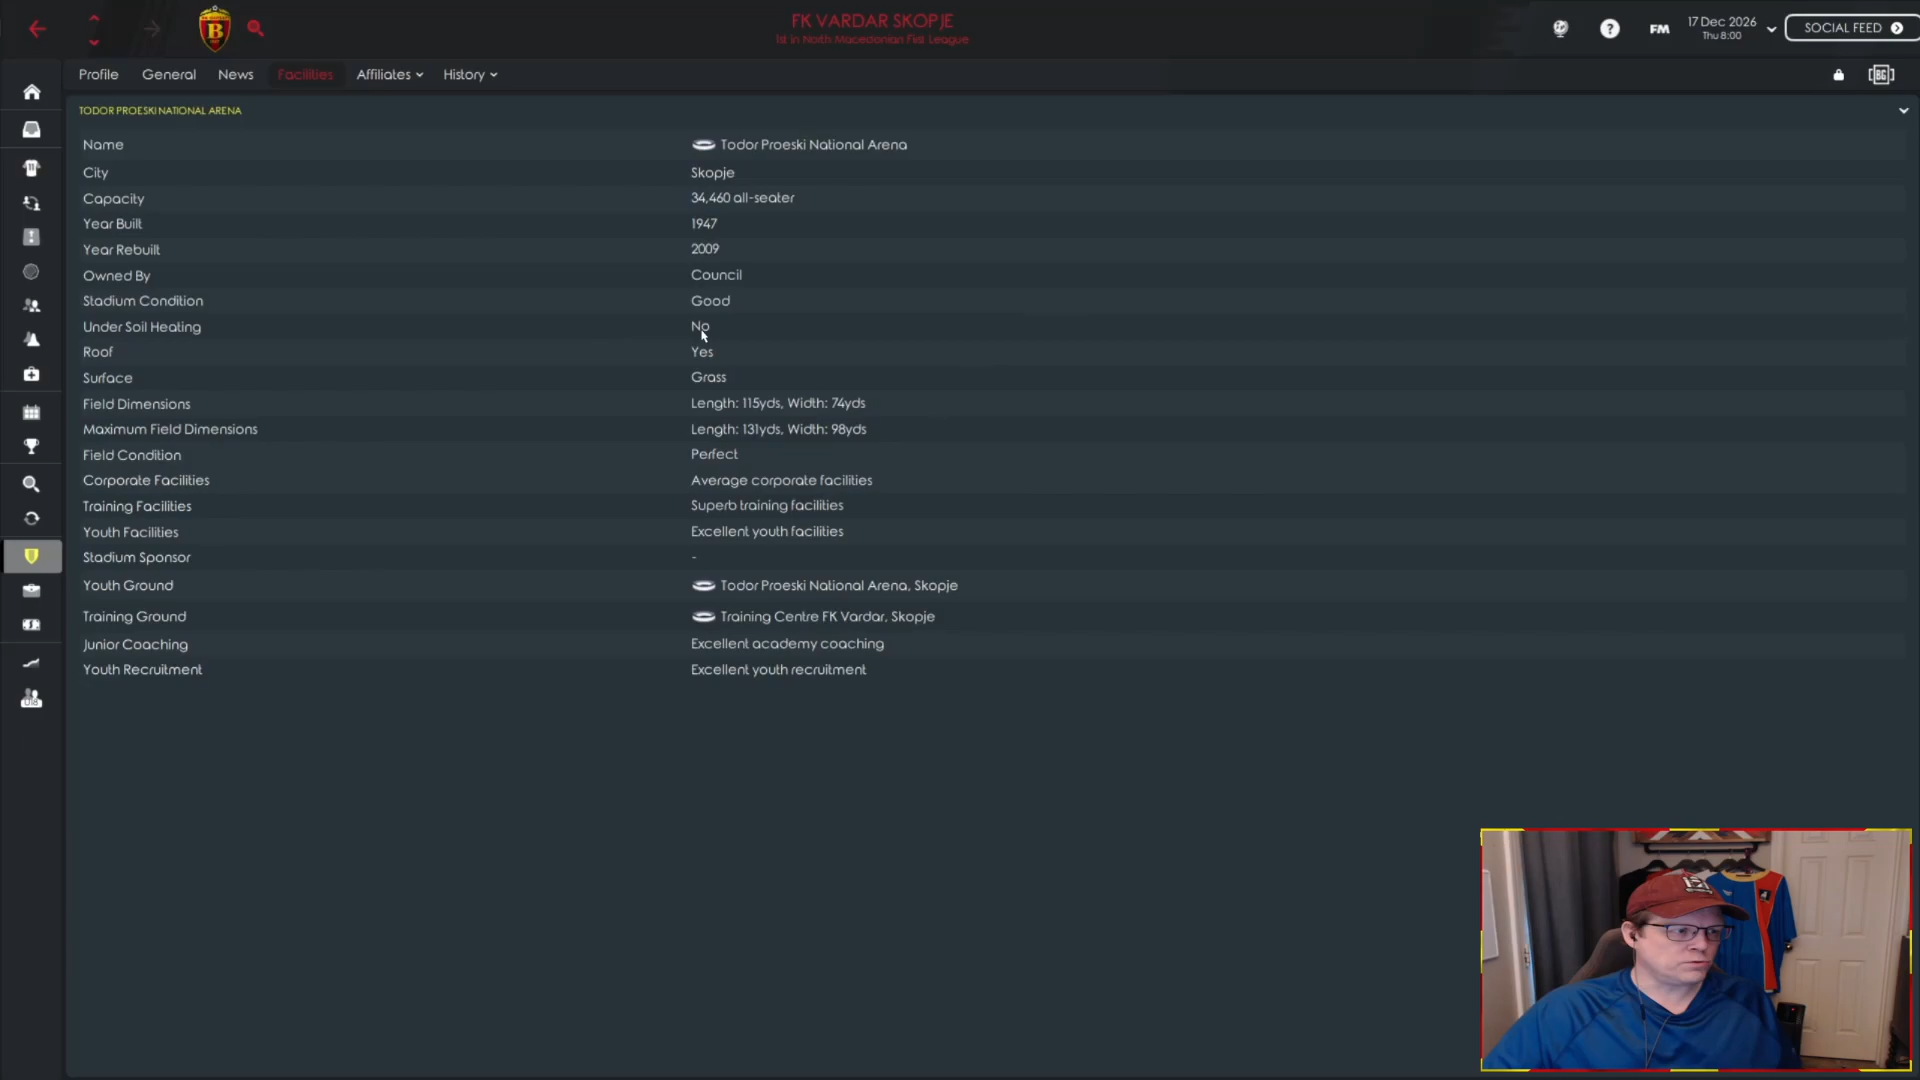 FK VARDAR SKOPJE
1st in North Macedonian First League
FM
17 Dec 2026
Thu 8:00
SOCIAL FEED
Profile
General
News
Facilities
Affiliates
History
BG
TODOR PROESKI NATIONAL ARENA
Name Todor Proeski National Arena
City Skopje
Capacity 34,460 all-seater
Year Built 1947
Year Rebuilt 2009
Owned By Council
Stadium Condition Good
Under Soil Heating No
Roof Yes
Surface Grass
Field Dimensions Length: 115yds, Width: 74yds
Maximum Field Dimensions Length: 131yds, Width: 98yds
Field Condition Perfect
Corporate Facilities Average corporate facilities
Training Facilities Superb training facilities
Youth Facilities Excellent youth facilities
Stadium Sponsor -
Youth Ground Todor Proeski National Arena, Skopje
Training Ground Training Centre FK Vardar, Skopje
Junior Coaching Excellent academy coaching
Youth Recruitment Excellent youth recruitment
U18